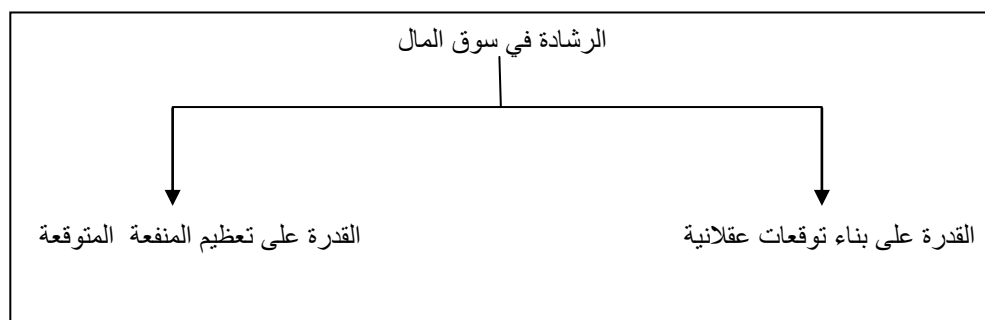 الرشادة في سوق المال
القدرة على بناء توقعات عقلانية
القدرة على تعظيم المنفعة المتوقعة